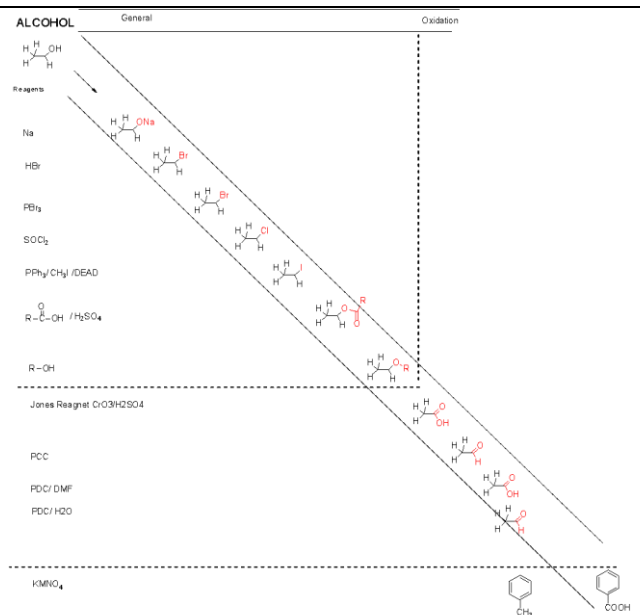 ALCOHOL General Oxidation
H H OH H H
Reagents
Na H H ONa H H
HBr H H Br H H
PBr₃ H H Br H H
SOCl₂ H H Cl H H
PPh₃/ CH₃I /DEAD H H I H H
R-C-OH / H₂SO₄ O H H O R H H O
R-OH H H O-R H H
Jones Reagnet CrO3/H2SO4 H H O H OH
PCC H H O H H
PDC/ DMF H H O H OH
PDC/ H2O H H O H H
KMNO₄ CH₃ COOH